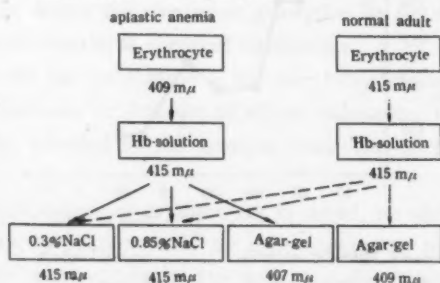 aplastic anemia normal adult
Erythrocyte Erythrocyte
409 mμ 415 mμ
Hb-solution Hb-solution
415 mμ 415 mμ
0.3%NaCl 0.85%NaCl Agar-gel Agar-gel
415 mμ 415 mμ 407 mμ 409 mμ